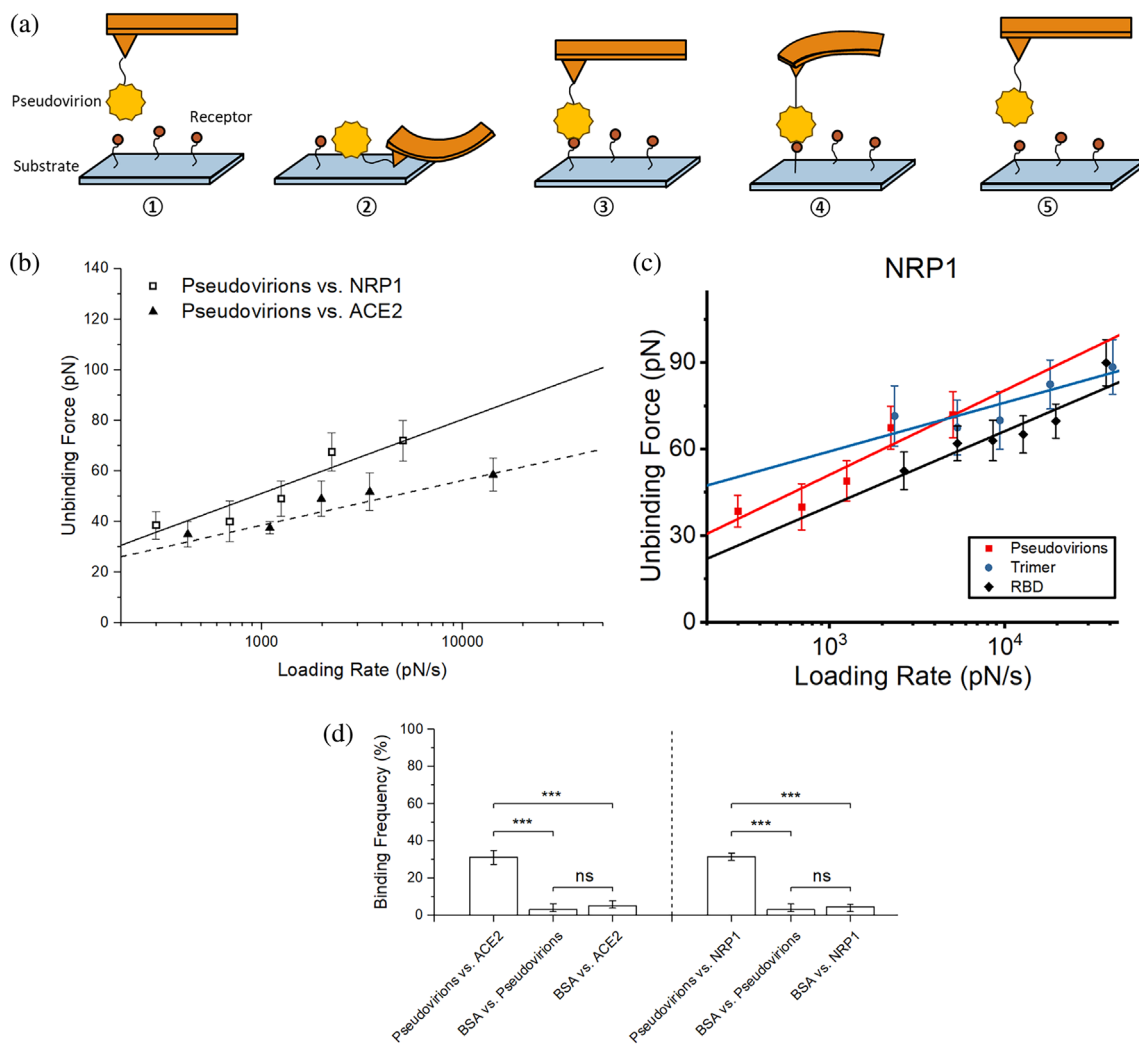 (a)
Pseudovirion
Receptor
Substrate
① ② ③ ④ ⑤
(b)
140
120
100
80
60
40
20
0
Unbinding Force (pN)
Pseudovirions vs. NRP1
Pseudovirions vs. ACE2
1000 10000
Loading Rate (pN/s)
(c)
NRP1
90
60
30
0
Unbinding Force (pN)
Pseudovirions
Trimer
RBD
10³ 10⁴
Loading Rate (pN/s)
(d)
100
80
60
40
20
0
Binding Frequency (%)
*** ***
*** ***
ns ns
Pseudovirions vs. ACE2
BSA vs. Pseudovirions
BSA vs. ACE2
Pseudovirions vs. NRP1
BSA vs. Pseudovirions
BSA vs. NRP1